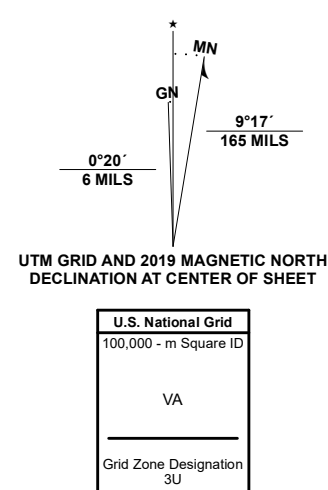 ★
MN
GN
9°17´
165 MILS
0°20´
6 MILS
UTM GRID AND 2019 MAGNETIC NORTH
DECLINATION AT CENTER OF SHEET
U.S. National Grid
100,000 - m Square ID
VA
Grid Zone Designation
3U